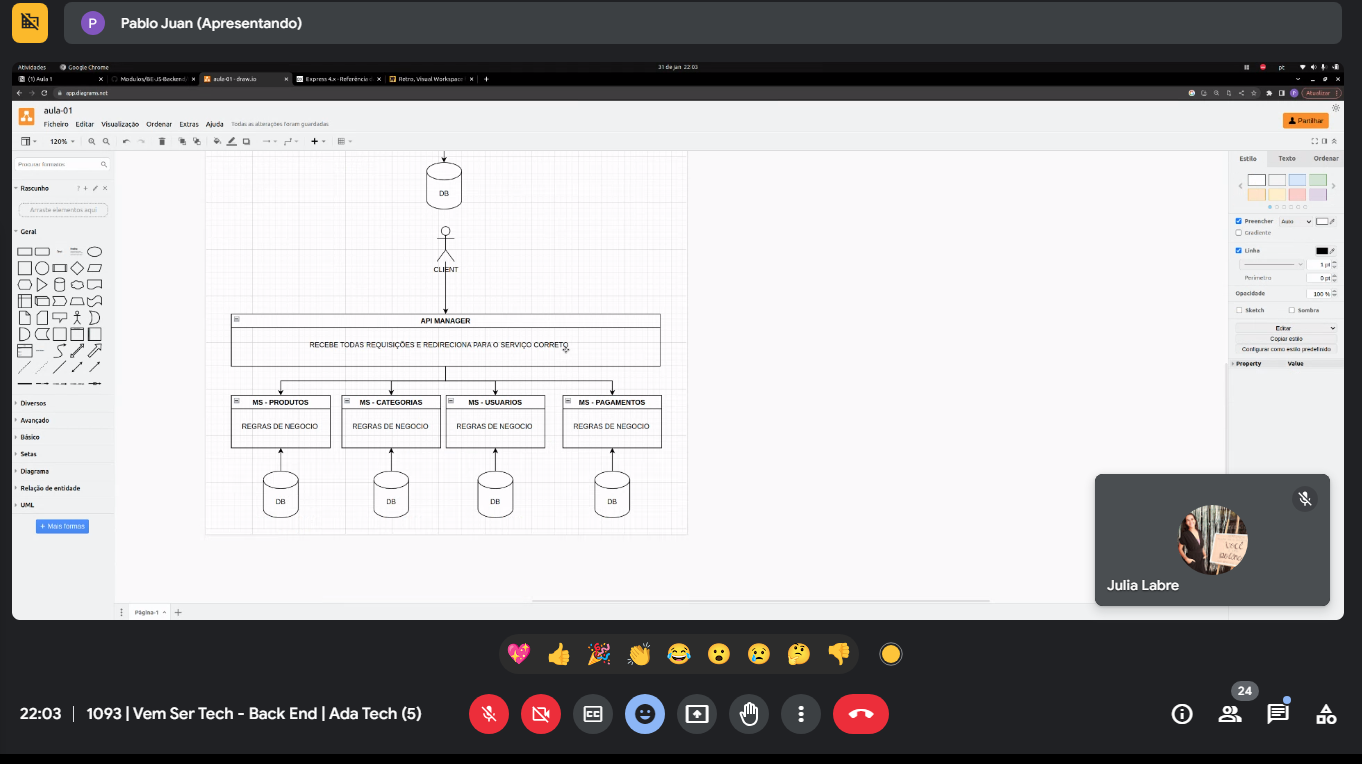 P Pablo Juan (Apresentando)
Atividades Google Chrome 31 de jan 22:03 pt
(1) Aula 1 Modulos/BE-JS-Backend aula-01 - draw.io Express 4.x - Referência d Retro, Visual Workspace
app.diagrams.net P Atualizar
aula-01
Ficheiro Editar Visualização Ordenar Extras Ajuda Todas as alterações foram guardadas
Partilhar
120%
Procurar formatos
Rascunho
Arraste elementos aqui
Geral
Diversos
Avançado
Básico
Setas
Diagrama
Relação de entidade
UML
+ Mais formos
DB
CLIENT
API MANAGER
RECEBE TODAS REQUISIÇÕES E REDIRECIONA PARA O SERVIÇO CORRETO
MS - PRODUTOS MS - CATEGORIAS MS - USUARIOS MS - PAGAMENTOS
REGRAS DE NEGOCIO REGRAS DE NEGOCIO REGRAS DE NEGOCIO REGRAS DE NEGOCIO
DB DB DB DB
Estilo Texto Ordenar
Preencher Auto
Gradiente
Linha
1 pt
Perímetro 0 pt
Opacidade 100 %
Sketch Sombra
Editar
Copiar estilo
Configurar como estilo predefinido
Property Value
Página-1
VOCÊ
Julia Labre
22:03 | 1093 | Vem Ser Tech - Back End | Ada Tech (5)
CC
24